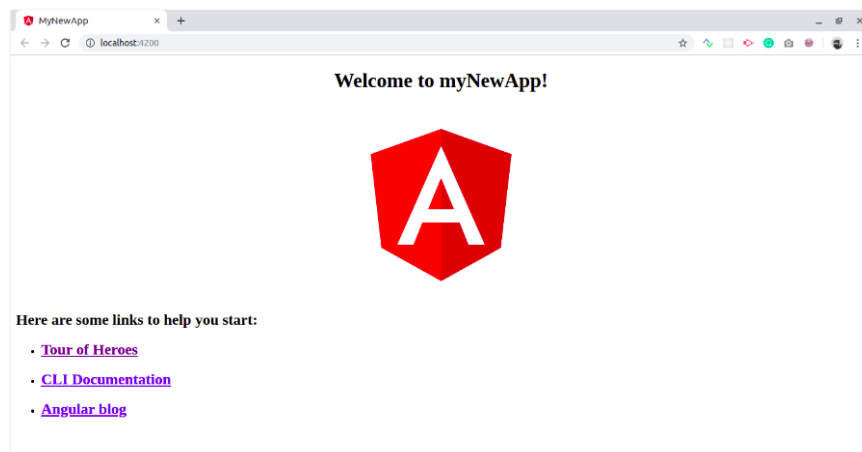 MyNewApp
localhost:4200
Welcome to myNewApp!
A
Here are some links to help you start:
Tour of Heroes
CLI Documentation
Angular blog